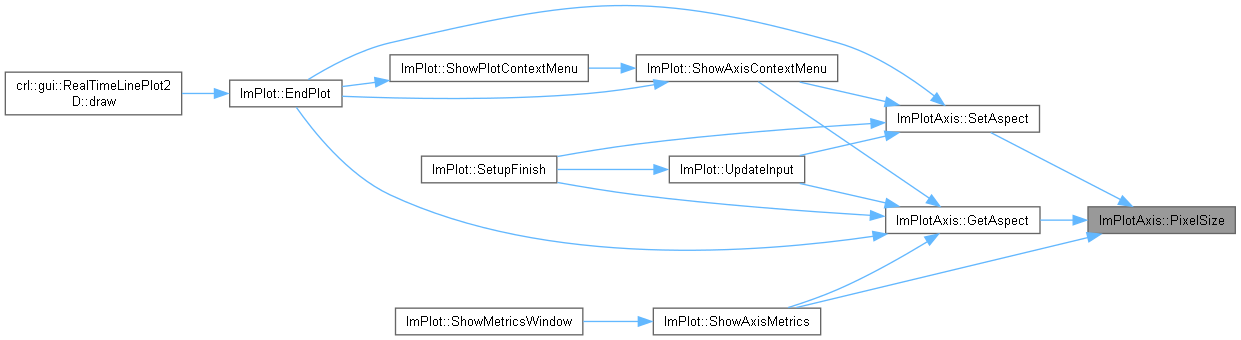 crl::gui::RealTimeLinePlot2
D::draw
ImPlot::EndPlot
ImPlot::ShowPlotContextMenu
ImPlot::ShowAxisContextMenu
ImPlotAxis::SetAspect
ImPlot::SetupFinish
ImPlot::UpdateInput
ImPlotAxis::GetAspect
ImPlotAxis::PixelSize
ImPlot::ShowMetricsWindow
ImPlot::ShowAxisMetrics